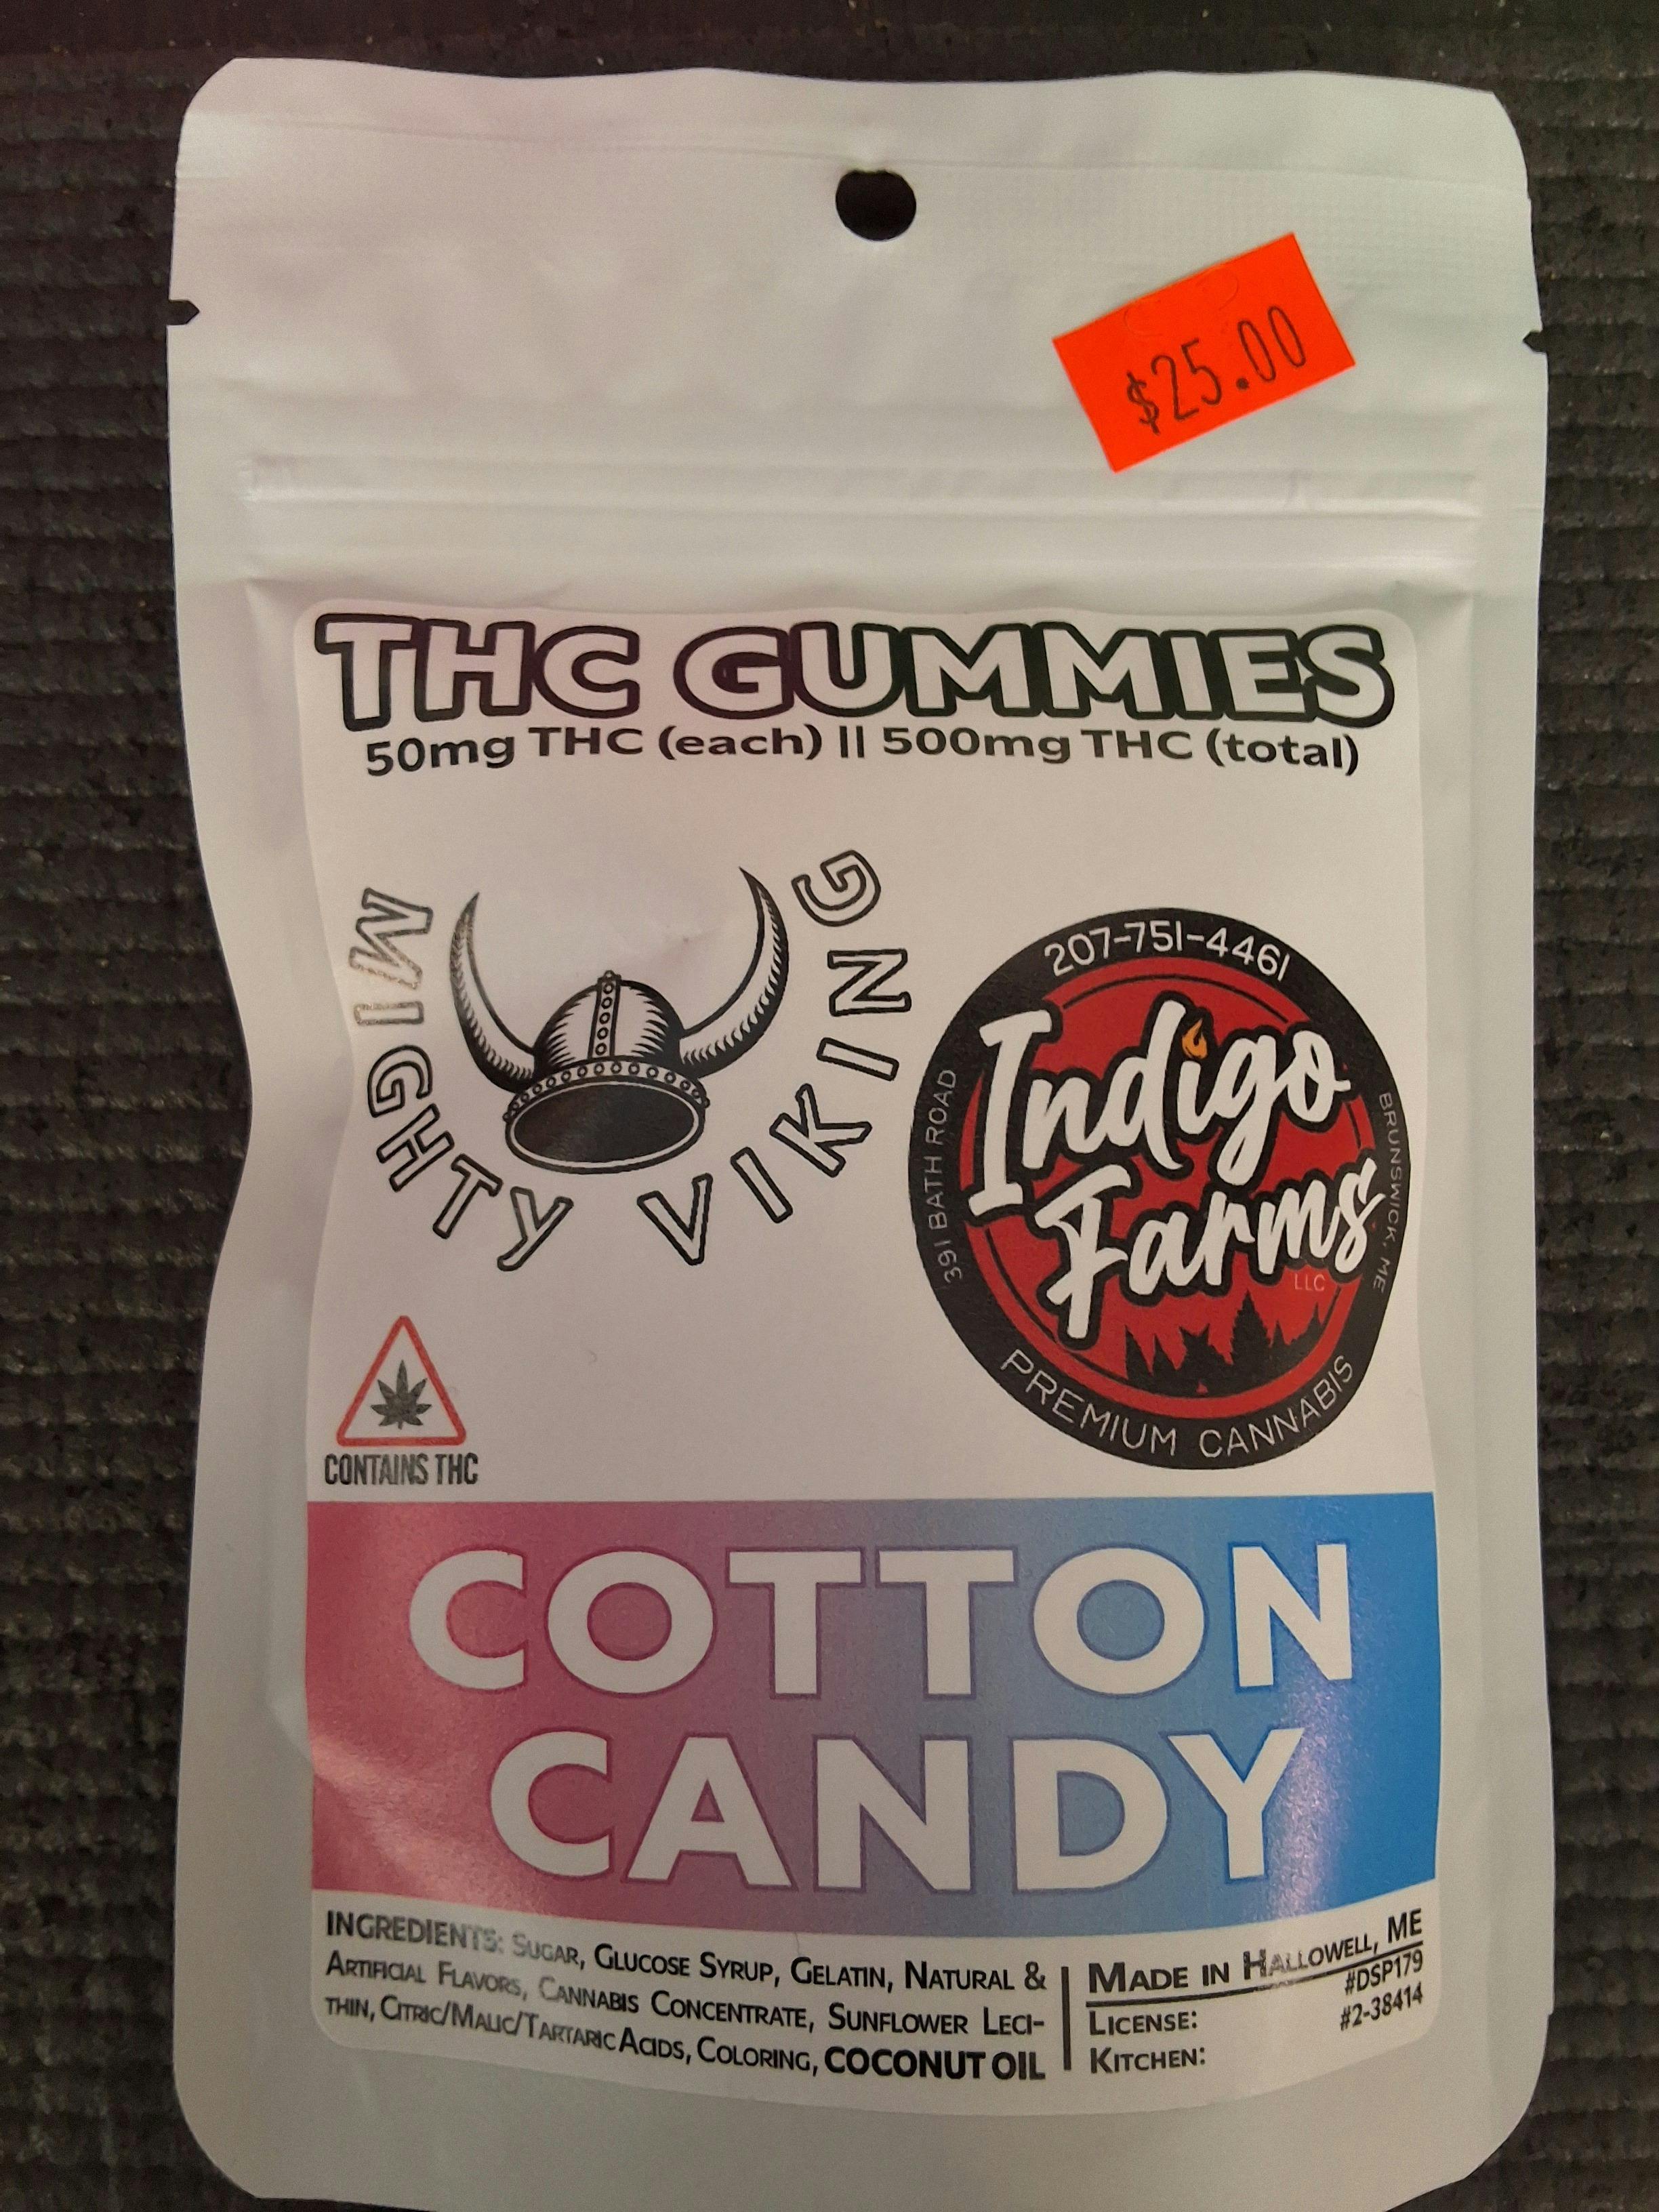 $25.00
THC GUMMIES
50mg THC (each) || 500mg THC (total)
MIGHTY VIKING
207-751-4461
391 BATH ROAD
BRUNSWICK, ME
Indigo
Farms
LLC
PREMIUM CANNABIS
CONTAINS THC
COTTON
CANDY
INGREDIENTS: SUGAR, GLUCOSE SYRUP, GELATIN, NATURAL &
ARTIFICIAL FLAVORS, CANNABIS CONCENTRATE, SUNFLOWER LECI-
THIN, CITRIC/MALIC/TARTARIC ACIDS, COLORING, COCONUT OIL
MADE IN HALLOWELL, ME
LICENSE: #DSP179
KITCHEN: #2-38414